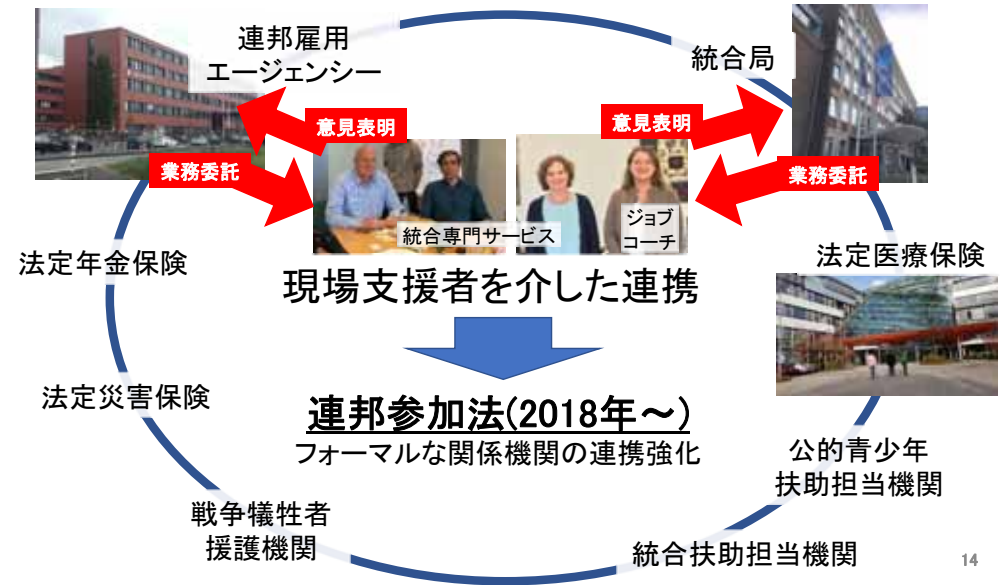 連邦雇用
エージェンシー
統合局
意見表明
意見表明
業務委託
業務委託
統合専門サービス
ジョブ
コーチ
法定年金保険
法定医療保険
現場支援者を介した連携
法定災害保険
連邦参加法(2018年～)
フォーマルな関係機関の連携強化
公的青少年
扶助担当機関
戦争犠牲者
援護機関
統合扶助担当機関
14